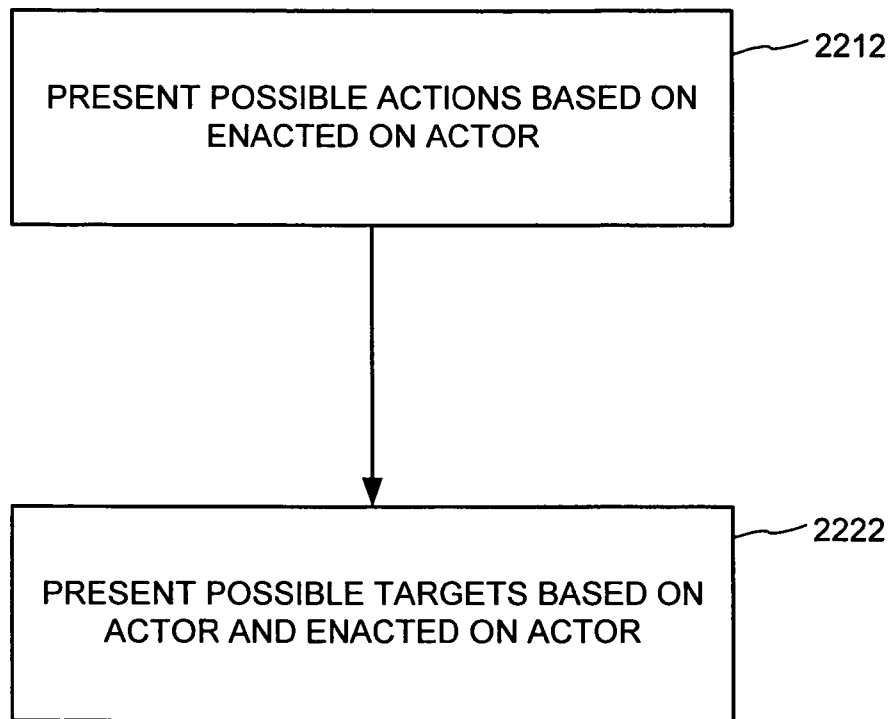 2212
PRESENT POSSIBLE ACTIONS BASED ON
ENACTED ON ACTOR
2222
PRESENT POSSIBLE TARGETS BASED ON
ACTOR AND ENACTED ON ACTOR